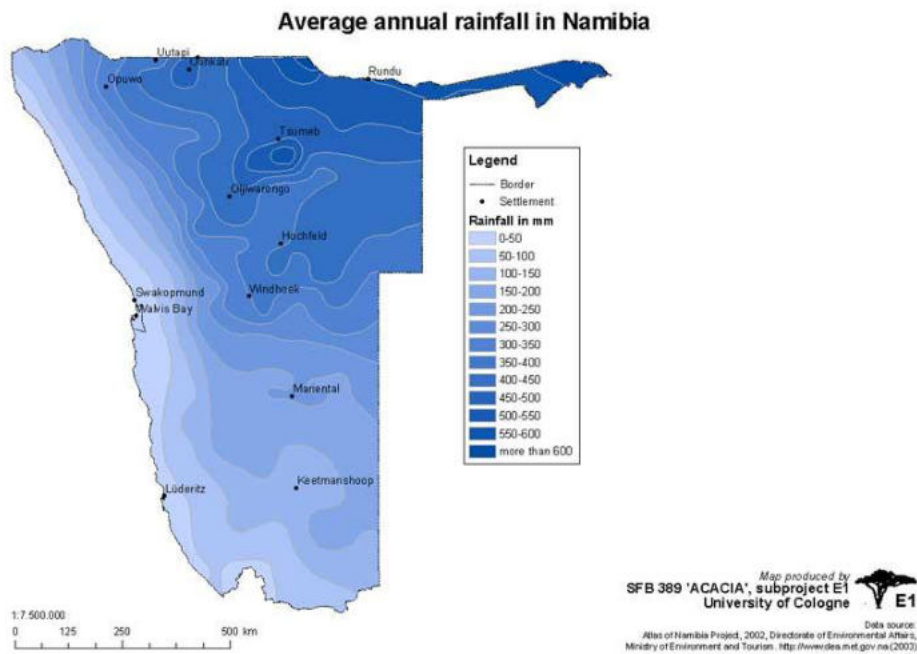 Average annual rainfall in Namibia
Uutapi
Oshkati
Rundu
Opuwo
Tsumeb
Otjiwarongo
Hochfeld
Swakopmund
Windhoek
Walvis Bay
Mariental
Keetmanshoop
Lüderitz
Legend
Border
Settlement
Rainfall in mm
0-50
50-100
100-150
150-200
200-250
250-300
300-350
350-400
400-450
450-500
500-550
550-600
more than 600
1:7.500.000
0 125 250 500 km
Map produced by
SFB 389 'ACACIA', subproject E1
University of Cologne
E1
Data source:
Atlas of Namibia Project, 2002, Directorate of Environmental Affairs,
Ministry of Environment and Tourism. http://www.dea.met.gov.na (2003)